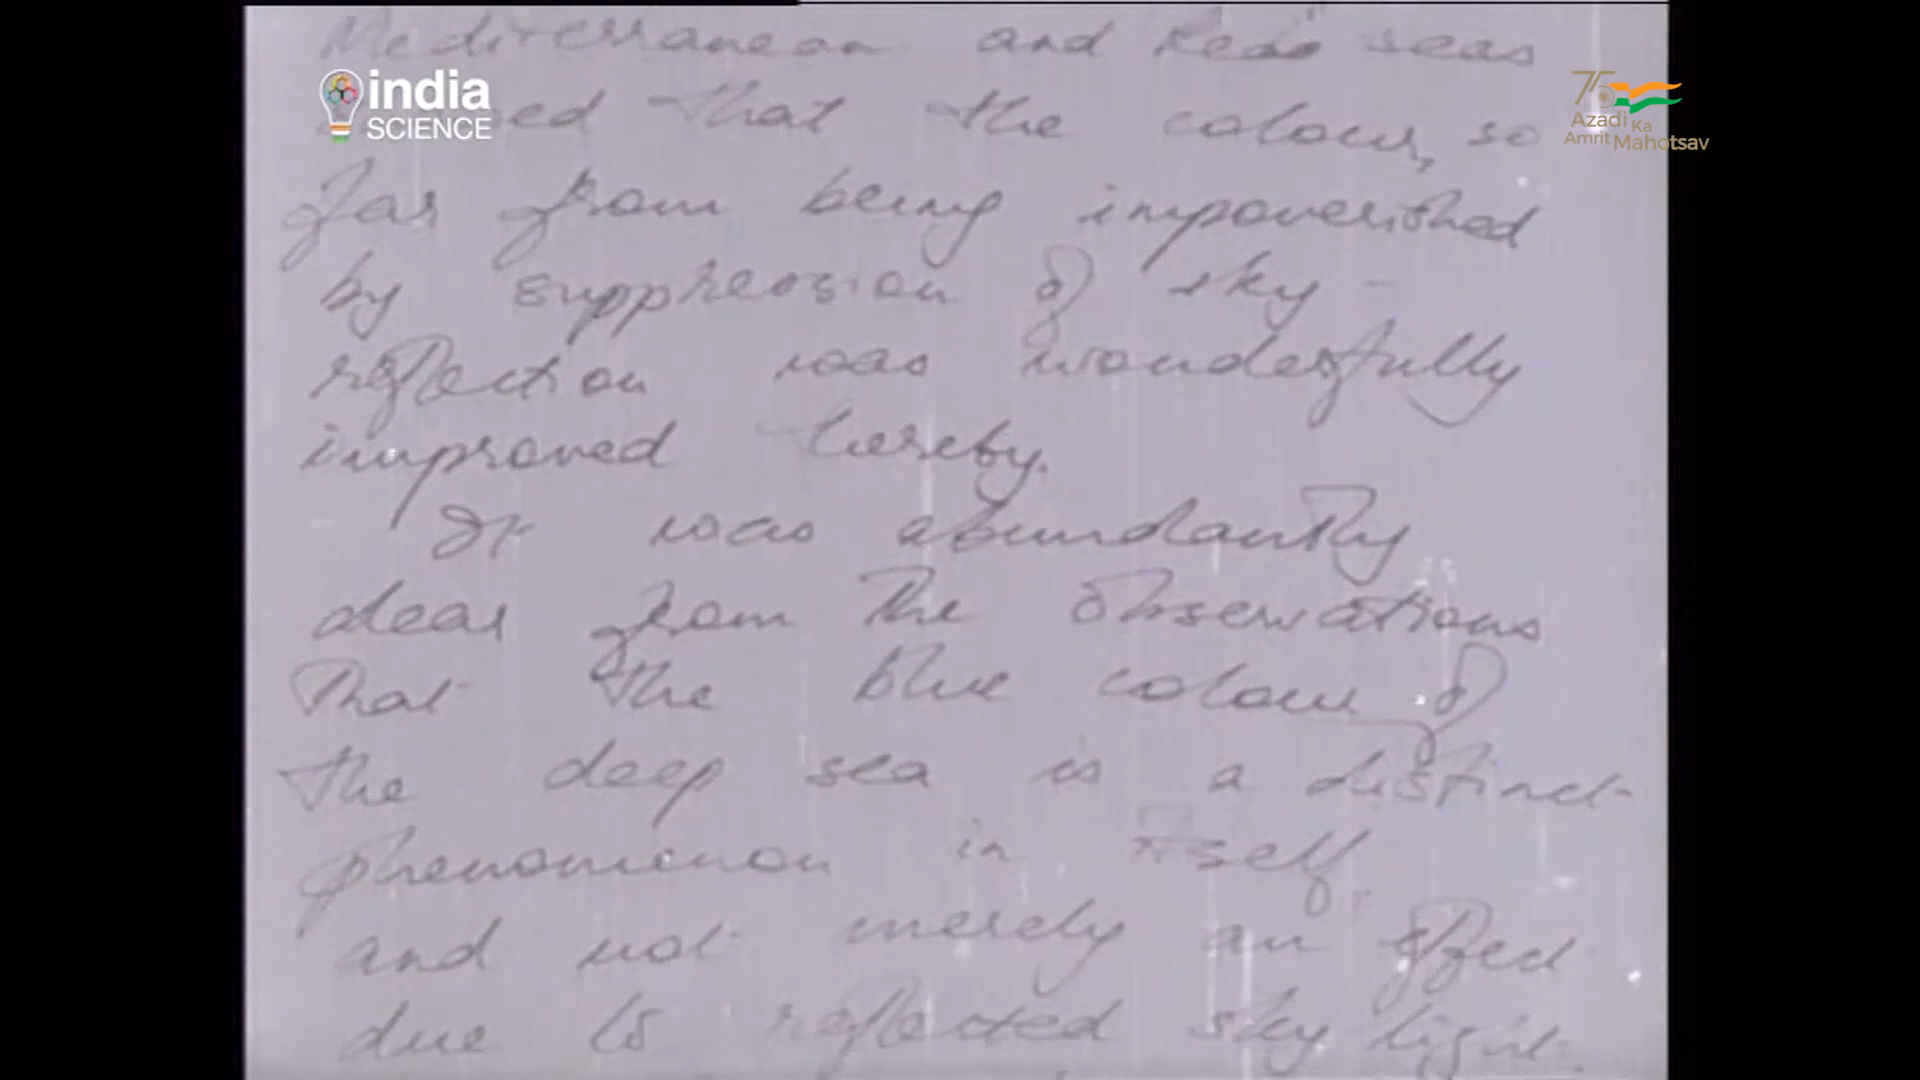 Mediterranean and Red seas
india
SCIENCE
75
Azadi Ka
Amrit Mahotsav
that the colour, so
far from being impoverished
by suppression of sky-
reflection was wonderfully
improved thereby.
It was abundantly
clear from the observations
that the blue colour of
the deep sea is a distinct
phenomenon in itself
and not merely an effect
due to reflected sky light.